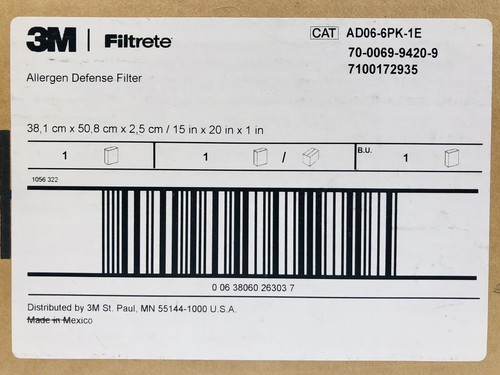 3M | Filtrete
CAT AD06-6PK-1E
70-0069-9420-9
7100172935
Allergen Defense Filter
38,1 cm x 50,8 cm x 2,5 cm / 15 in x 20 in x 1 in
1 1 / B.U. 1
1056 322
0 06 38060 26303 7
Distributed by 3M St. Paul, MN 55144-1000 U.S.A.
Made in Mexico